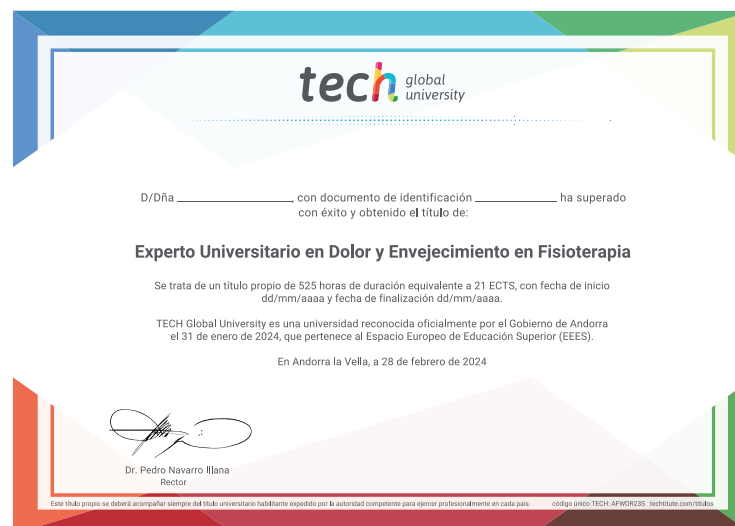 tech global university
D/Dña ____________________, con documento de identificación ______________ ha superado
con éxito y obtenido el título de:
Experto Universitario en Dolor y Envejecimiento en Fisioterapia
Se trata de un título propio de 525 horas de duración equivalente a 21 ECTS, con fecha de inicio
dd/mm/aaaa y fecha de finalización dd/mm/aaaa.
TECH Global University es una universidad reconocida oficialmente por el Gobierno de Andorra
el 31 de enero de 2024, que pertenece al Espacio Europeo de Educación Superior (EEES).
En Andorra la Vella, a 28 de febrero de 2024
Dr. Pedro Navarro Illana
Rector
Este título propio se deberá acompañar siempre del título universitario habilitante expedido por la autoridad competente para ejercer profesionalmente en cada país. código único TECH: AFWOR23S techtitute.com/titulos